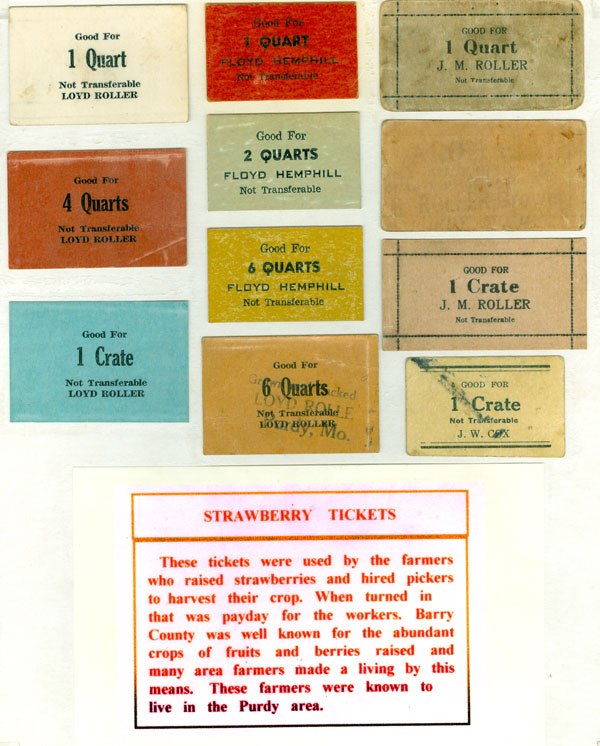 Good For
1 Quart
Not Transferable
LOYD ROLLER
Good For
4 Quarts
Not Transferable
LOYD ROLLER
Good For
1 Crate
Not Transferable
LOYD ROLLER
Good For
1 QUART
FLOYD HEMPHILL
Not Transferable
Good For
2 QUARTS
FLOYD HEMPHILL
Not Transferable
Good For
6 QUARTS
FLOYD HEMPHILL
Not Transferable
Good For
6 Quarts
Not Transferable
LOYD ROLLER
LOYD ROLLE
Purdy, Mo.
GOOD FOR
1 Quart
J. M. ROLLER
Not Transferable
GOOD FOR
1 Crate
J. M. ROLLER
Not Transferable
GOOD FOR
1 Crate
Not Transferable
J. W. COX
STRAWBERRY TICKETS
These tickets were used by the farmers
who raised strawberries and hired pickers
to harvest their crop. When turned in
that was payday for the workers. Barry
County was well known for the abundant
crops of fruits and berries raised and
many area farmers made a living by this
means. These farmers were known to
live in the Purdy area.